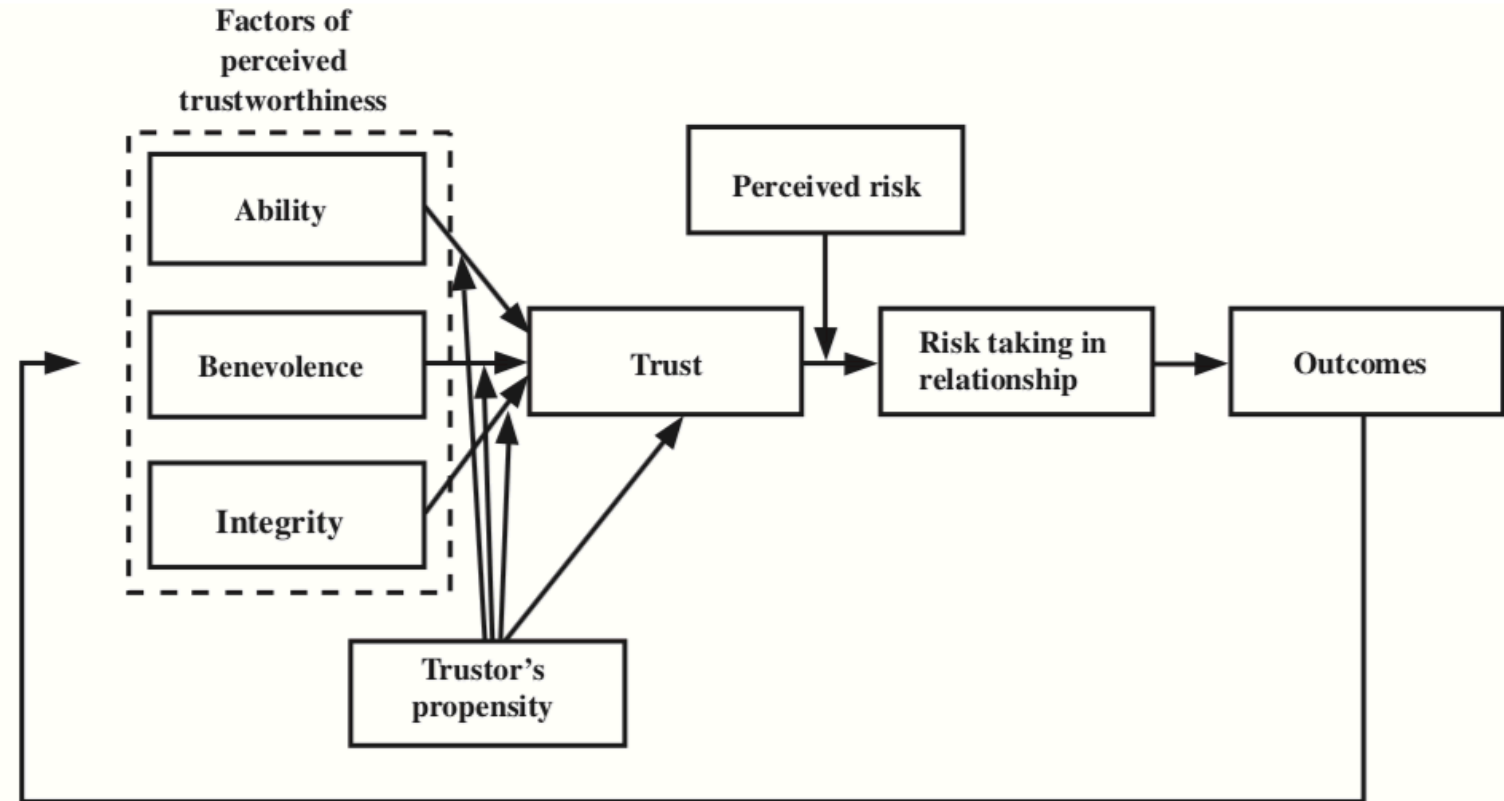 Factors of
perceived
trustworthiness
Ability
Perceived risk
Benevolence
Trust
Risk taking in
relationship
Outcomes
Integrity
Trustor’s
propensity